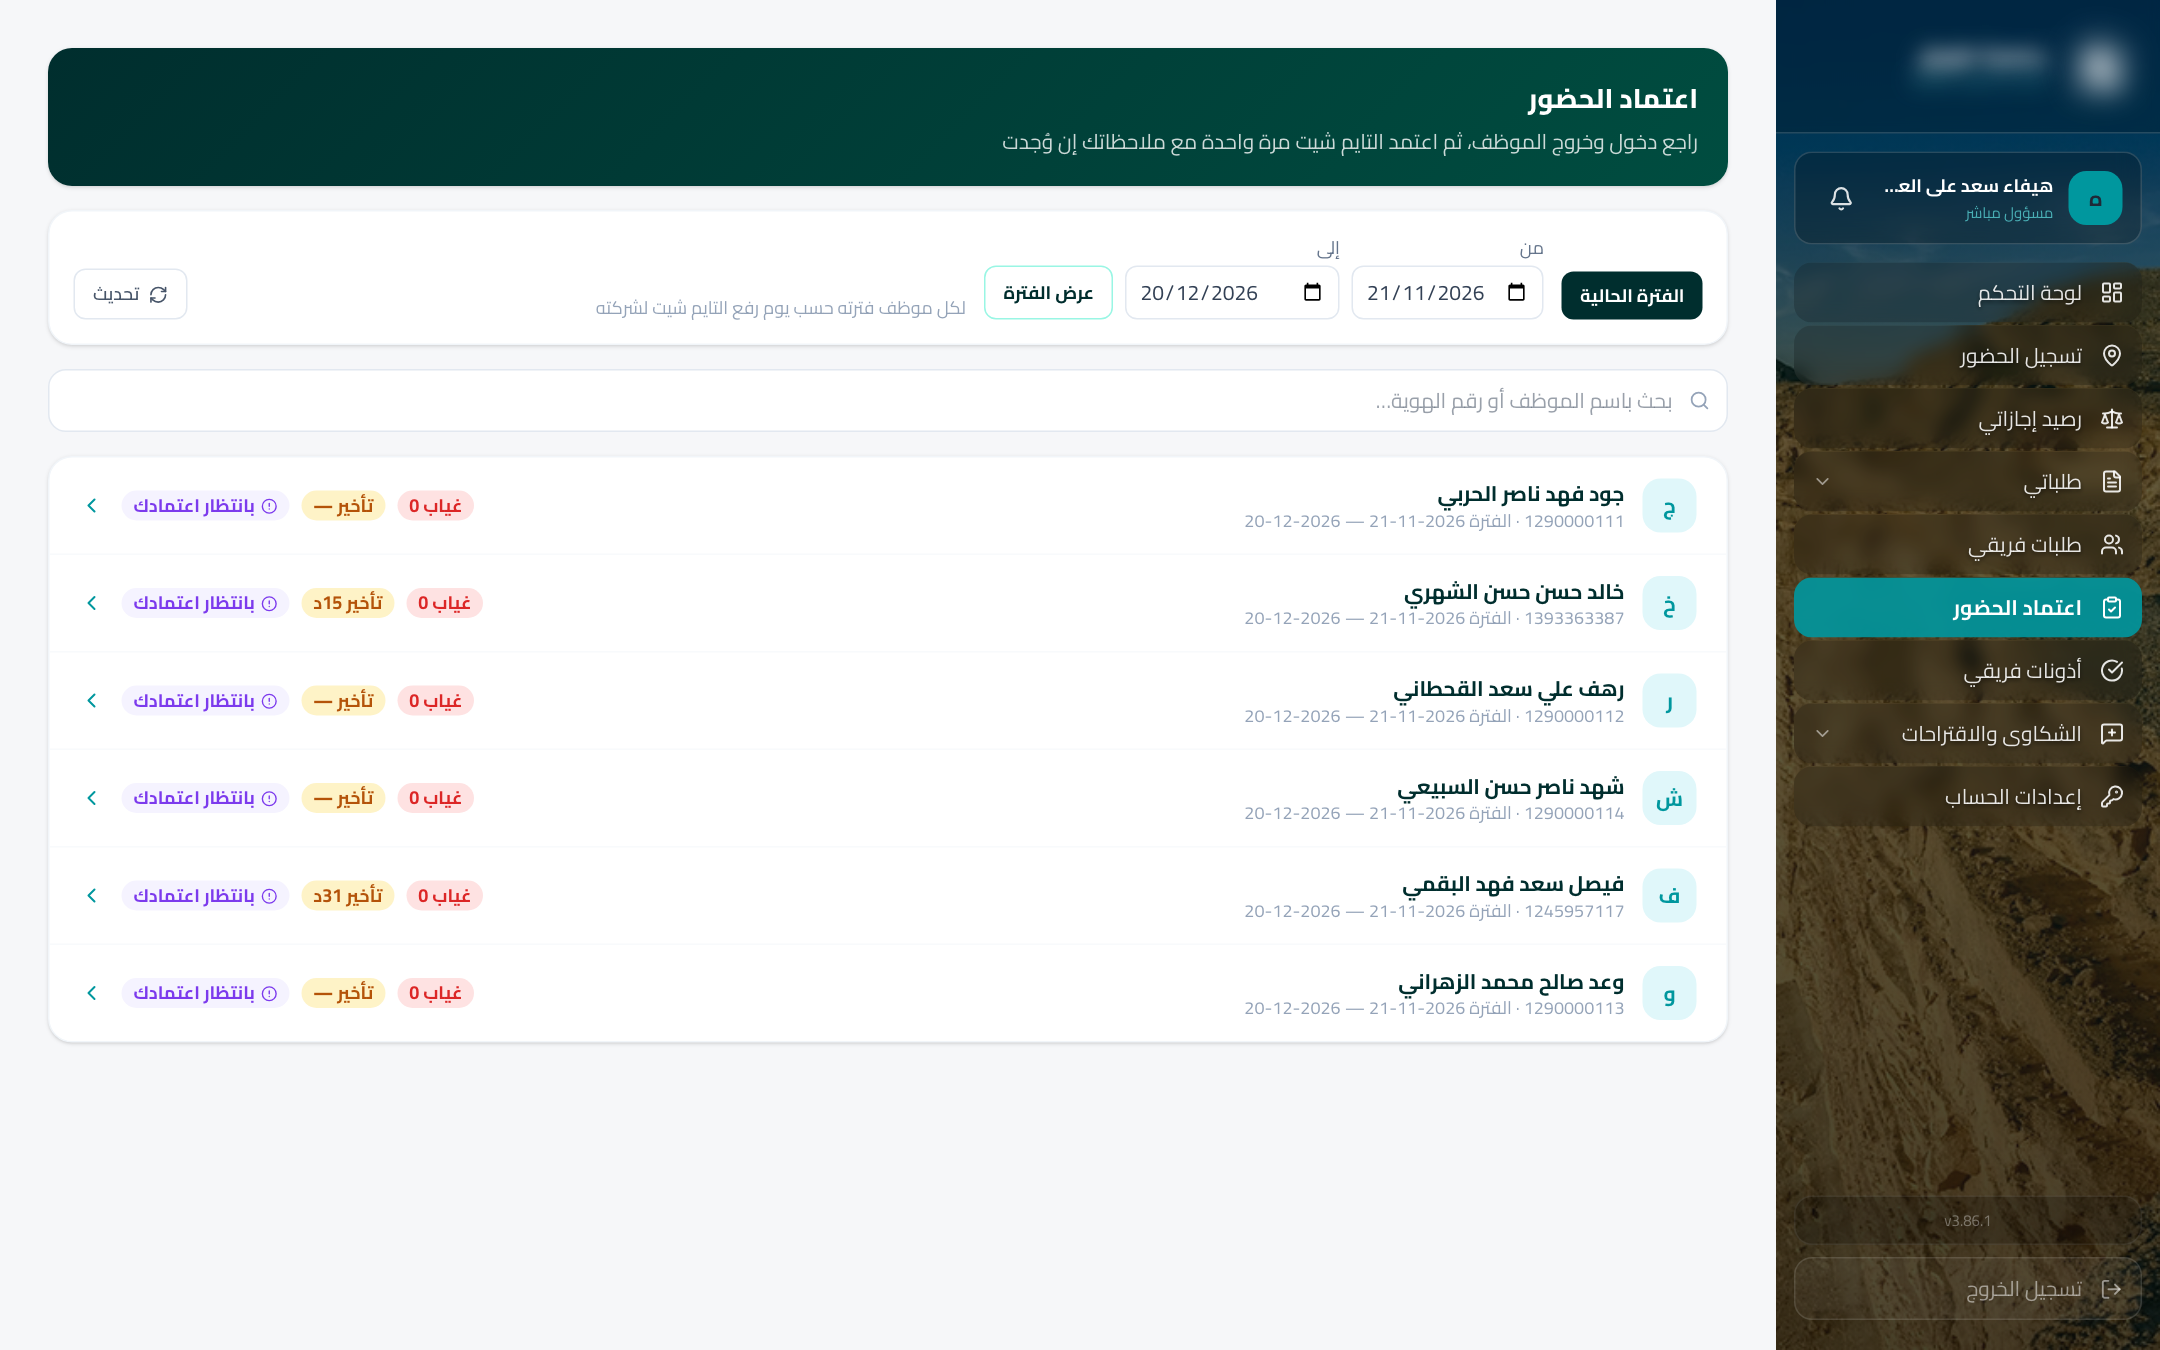 هيفاء سعد على الع...
مسؤول مباشر
ه
لوحة التحكم
تسجيل الحضور
رصيد إجازاتي
طلباتي
طلبات فريقي
اعتماد الحضور
أذونات فريقي
الشكاوى والاقتراحات
إعدادات الحساب
v3.86.1
تسجيل الخروج
اعتماد الحضور
راجع دخول وخروج الموظف، ثم اعتمد التايم شيت مرة واحدة مع ملاحظاتك إن وُجدت
من
إلى
الفترة الحالية
21/11/2026
20/12/2026
عرض الفترة
لكل موظف فترته حسب يوم رفع التايم شيت لشركته
تحديث
بحث باسم الموظف أو رقم الهوية...
ج
جود فهد ناصر الحربي
1290000111 · الفترة 2026-11-21 — 2026-12-20
غياب 0
تأخير —
بانتظار اعتمادك
خ
خالد حسن حسن الشهري
1393363387 · الفترة 2026-11-21 — 2026-12-20
غياب 0
تأخير 15د
بانتظار اعتمادك
ر
رهف علي سعد القحطاني
1290000112 · الفترة 2026-11-21 — 2026-12-20
غياب 0
تأخير —
بانتظار اعتمادك
ش
شهد ناصر حسن السبيعي
1290000114 · الفترة 2026-11-21 — 2026-12-20
غياب 0
تأخير —
بانتظار اعتمادك
ف
فيصل سعد فهد البقمي
1245957117 · الفترة 2026-11-21 — 2026-12-20
غياب 0
تأخير 31د
بانتظار اعتمادك
و
وعد صالح محمد الزهراني
1290000113 · الفترة 2026-11-21 — 2026-12-20
غياب 0
تأخير —
بانتظار اعتمادك